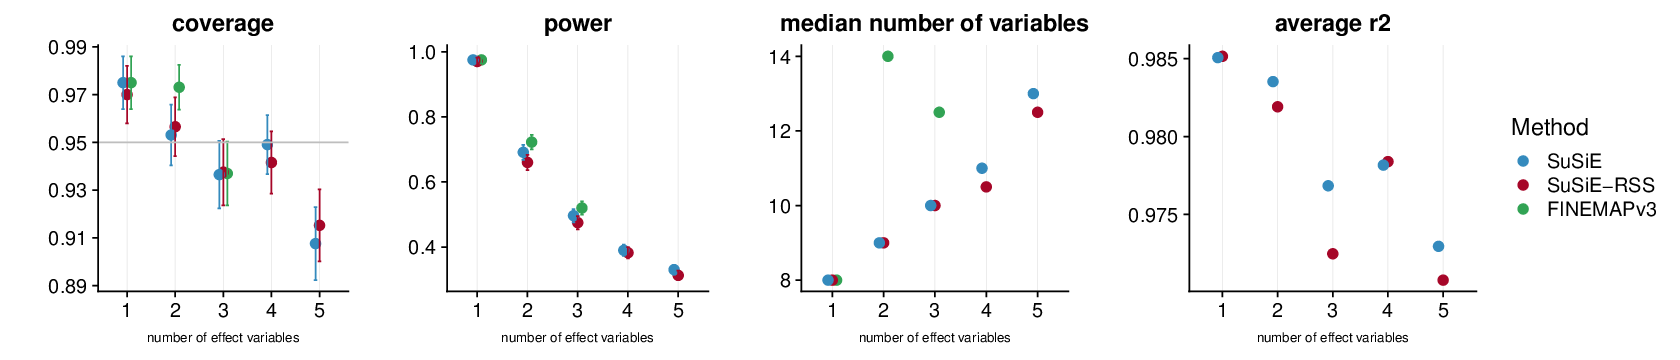 coverage
0.99
0.97
0.95
0.93
0.91
0.89
1 2 3 4 5
number of effect variables
power
1.0
0.8
0.6
0.4
1 2 3 4 5
number of effect variables
median number of variables
14
12
10
8
1 2 3 4 5
number of effect variables
average r2
0.985
0.980
0.975
1 2 3 4 5
number of effect variables
Method
SuSiE
SuSiE−RSS
FINEMAPv3